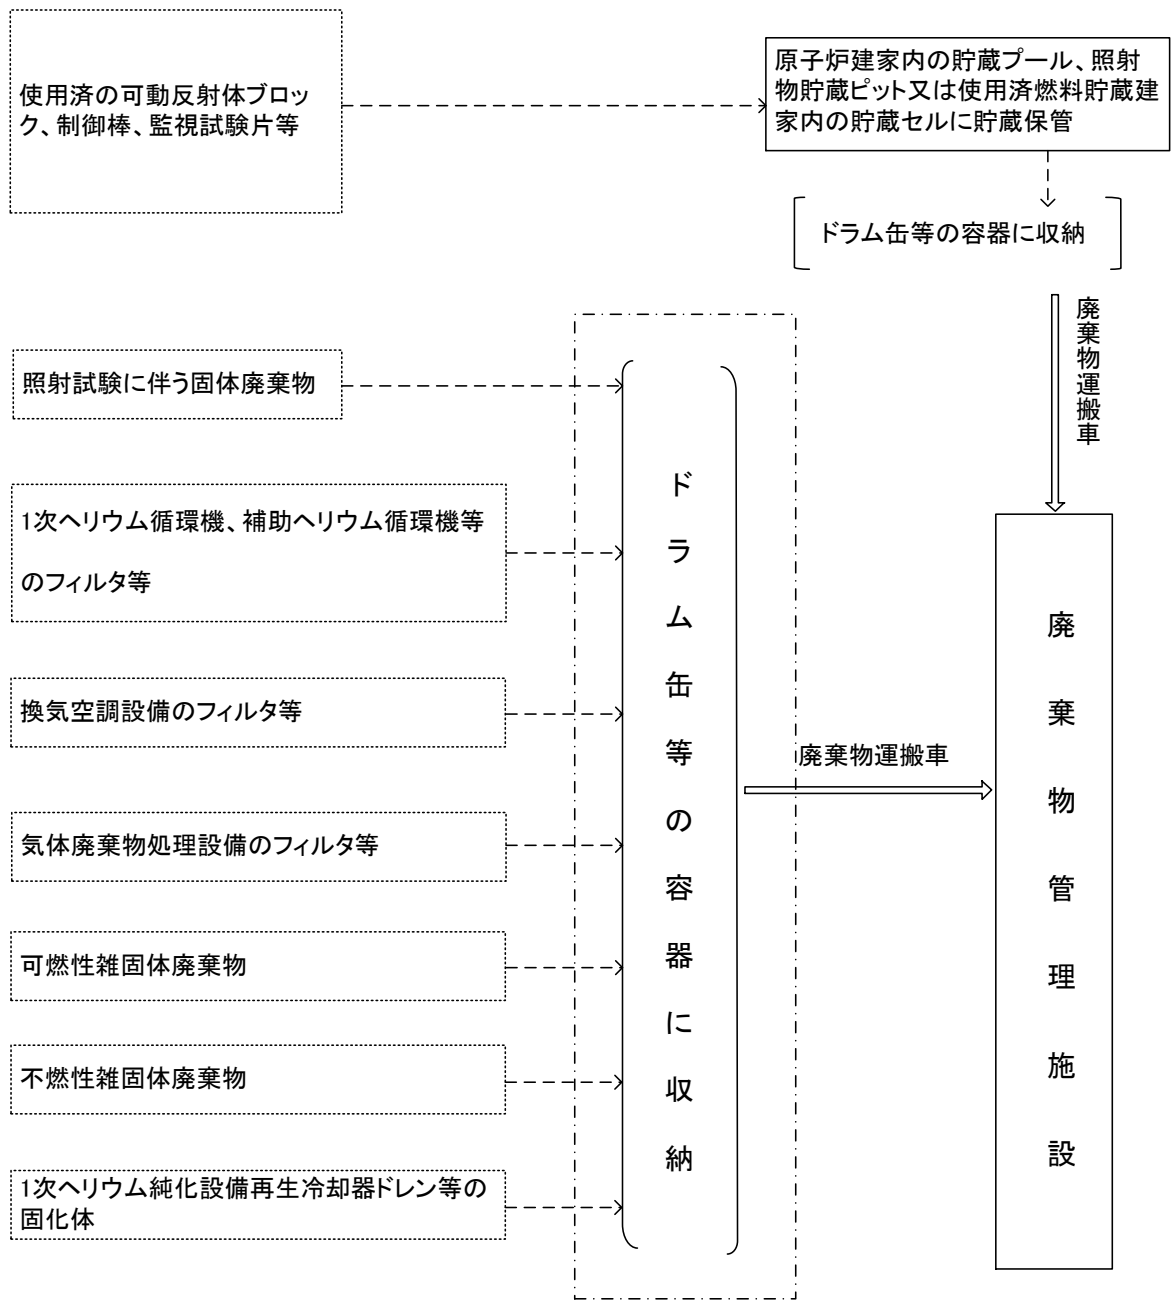 使用済の可動反射体ブロッ
ク、制御棒、監視試験片等
原子炉建家内の貯蔵プール、照射
物貯蔵ピット又は使用済燃料貯蔵建
家内の貯蔵セルに貯蔵保管
ドラム缶等の容器に収納
廃棄物運搬車
照射試験に伴う固体廃棄物
1次ヘリウム循環機、補助ヘリウム循環機等
のフィルタ等
換気空調設備のフィルタ等
気体廃棄物処理設備のフィルタ等
可燃性雑固体廃棄物
不燃性雑固体廃棄物
1次ヘリウム純化設備再生冷却器ドレン等の
固化体
ドラム缶等の容器に収納
廃棄物運搬車
廃棄物管理施設